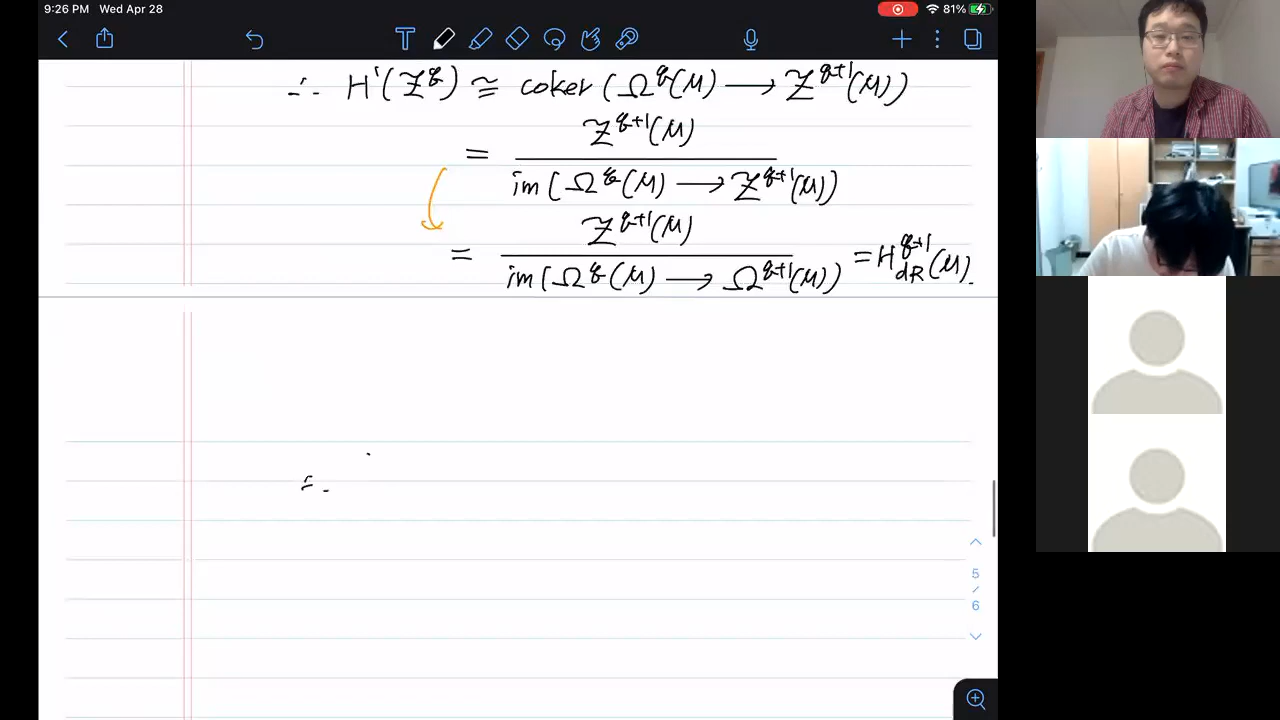 9:26 PM Wed Apr 28
81%
∴ H¹(Z^q) ≅ coker (Ω^q(M) → Z^{q+1}(M))
= Z^{q+1}(M) / im (Ω^q(M) → Z^{q+1}(M))
= Z^{q+1}(M) / im (Ω^q(M) → Ω^{q+1}(M)) = H_{dR}^{q+1}(M).
5
/
6